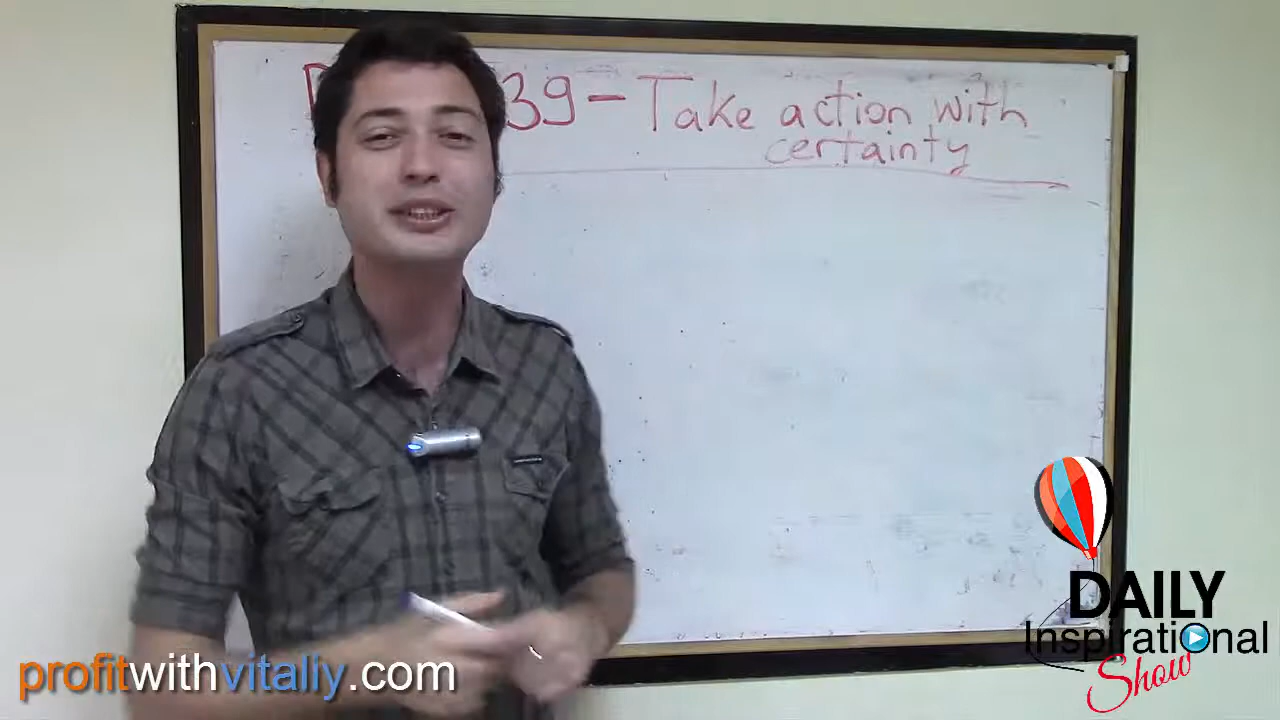 39 - Take action with
certainty
profitwithvitally.com
DAILY
Inspirational
Show